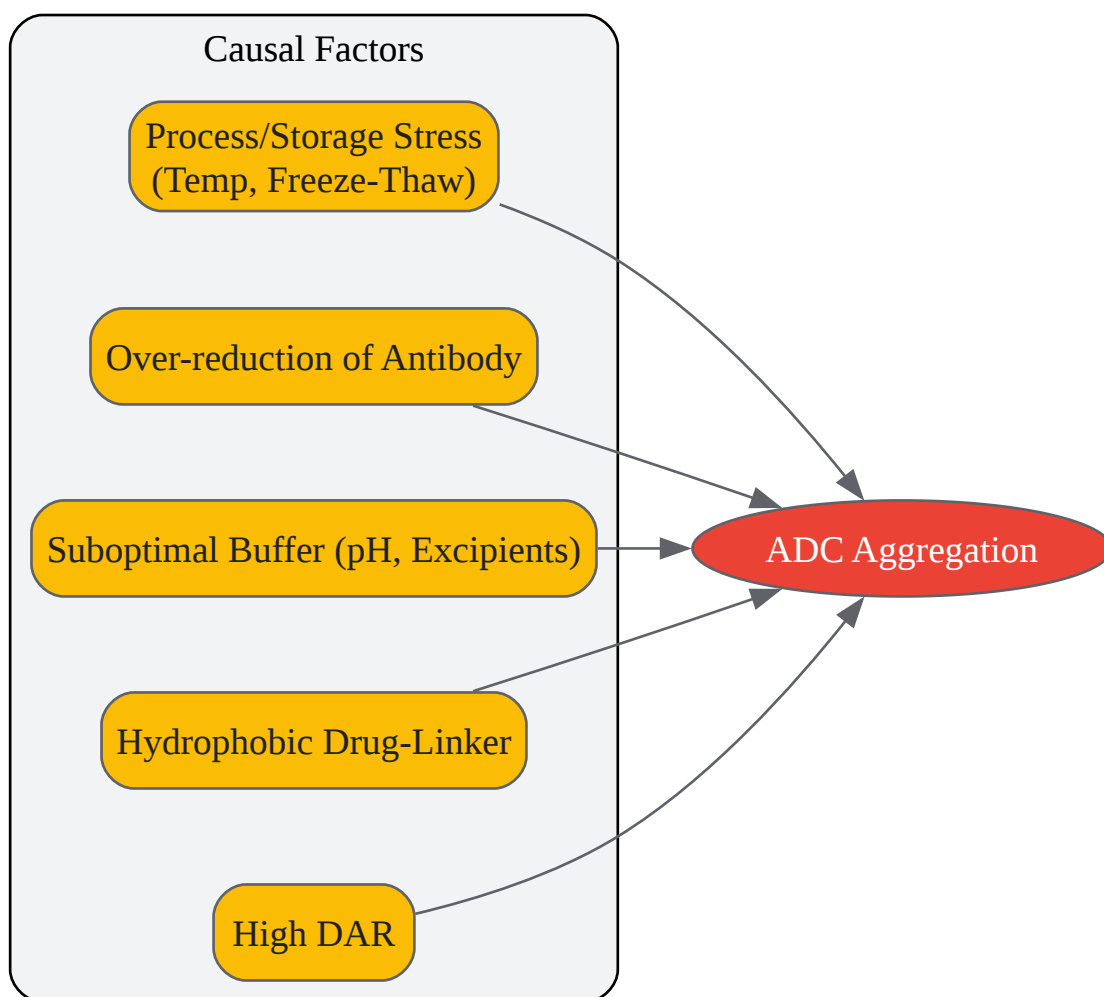 Causal Factors
Process/Storage Stress
(Temp, Freeze-Thaw)
Over-reduction of Antibody
Suboptimal Buffer (pH, Excipients)
ADC Aggregation
Hydrophobic Drug-Linker
High DAR